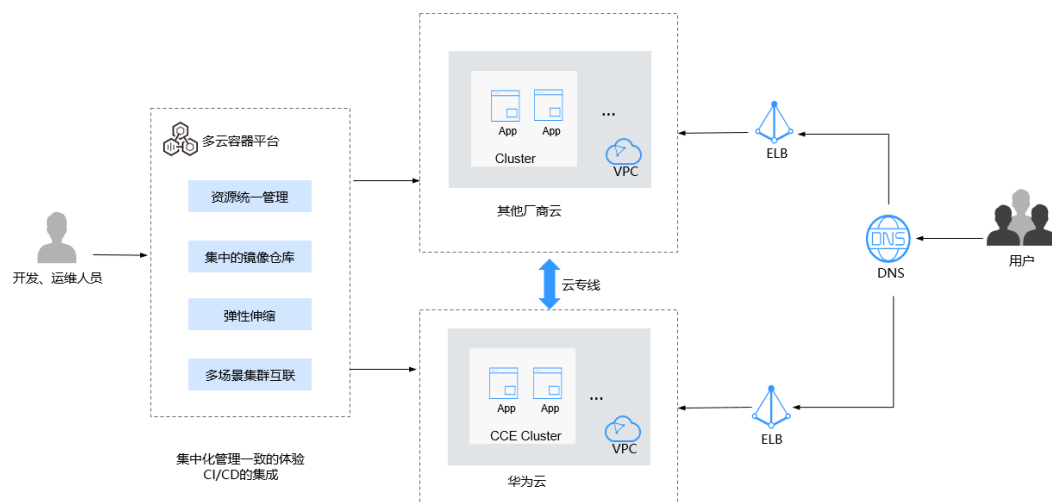 开发、运维人员
多云容器平台
资源统一管理
集中的镜像仓库
弹性伸缩
多场景集群互联
集中化管理一致的体验
CI/CD的集成
App App ...
Cluster
VPC
其他厂商云
云专线
App App ...
CCE Cluster
VPC
华为云
ELB
ELB
DNS
DNS
用户